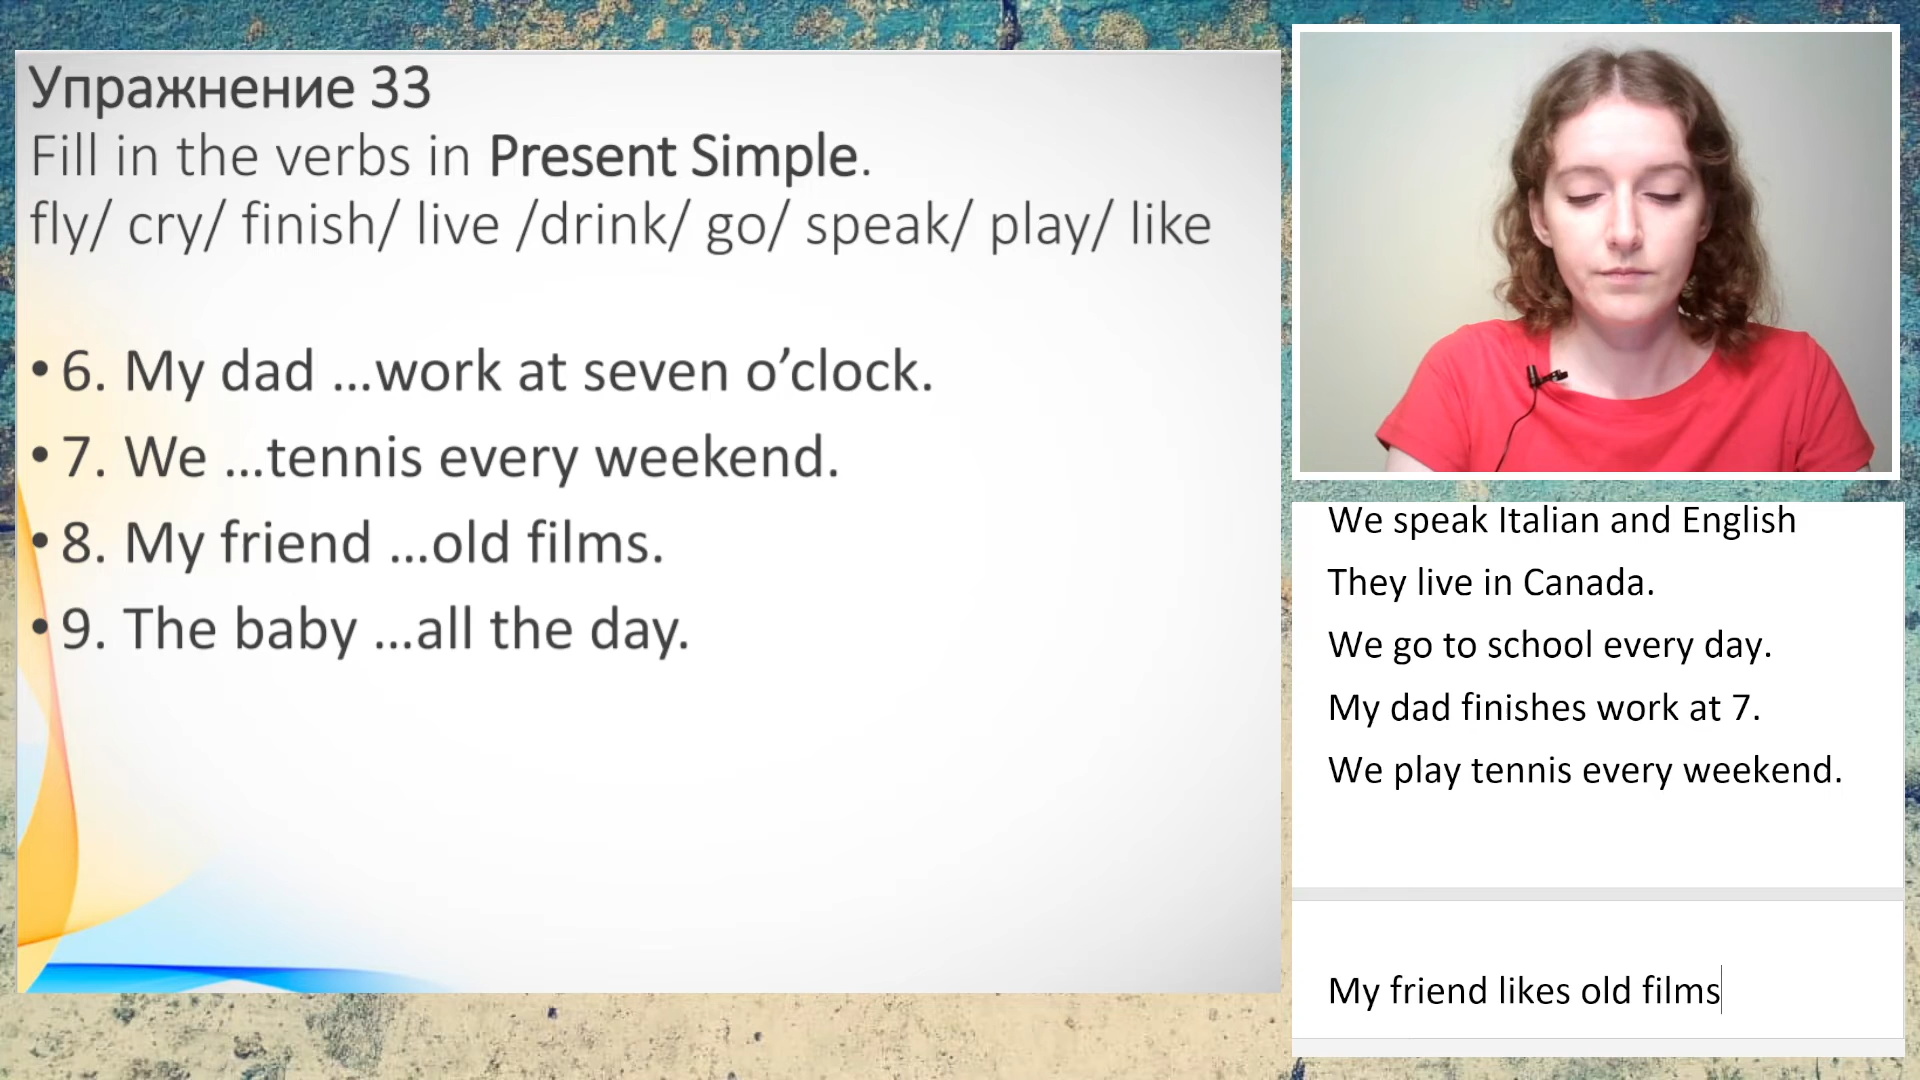 Упражнение 33
Fill in the verbs in Present Simple.
fly/ cry/ finish/ live /drink/ go/ speak/ play/ like
• 6. My dad …work at seven o’clock.
• 7. We …tennis every weekend.
• 8. My friend …old films.
• 9. The baby …all the day.
We speak Italian and English
They live in Canada.
We go to school every day.
My dad finishes work at 7.
We play tennis every weekend.
My friend likes old films